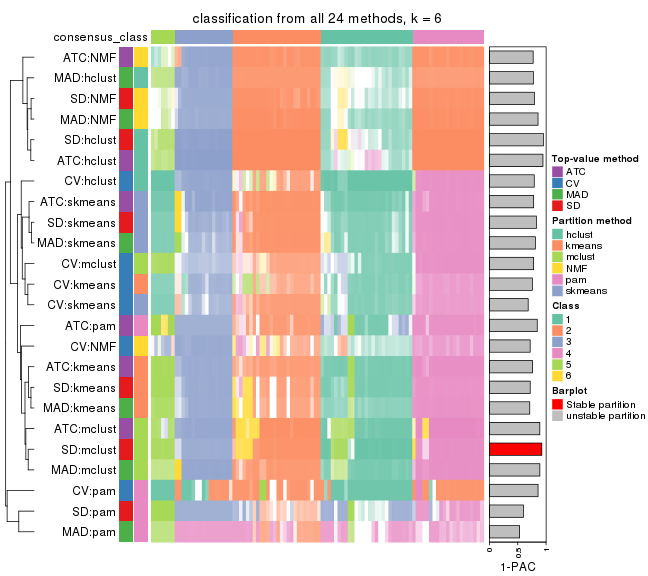 classification from all 24 methods, k = 6
consensus_class
ATC:NMF
MAD:hclust
SD:NMF
MAD:NMF
SD:hclust
ATC:hclust
CV:hclust
ATC:skmeans
SD:skmeans
MAD:skmeans
CV:mclust
CV:kmeans
CV:skmeans
ATC:pam
CV:NMF
ATC:kmeans
SD:kmeans
MAD:kmeans
ATC:mclust
SD:mclust
MAD:mclust
CV:pam
SD:pam
MAD:pam
0
0.5
1
1-PAC
Top-value method
ATC
CV
MAD
SD
Partition method
hclust
kmeans
mclust
NMF
pam
skmeans
Class
1
2
3
4
5
6
Barplot
Stable partition
unstable partition